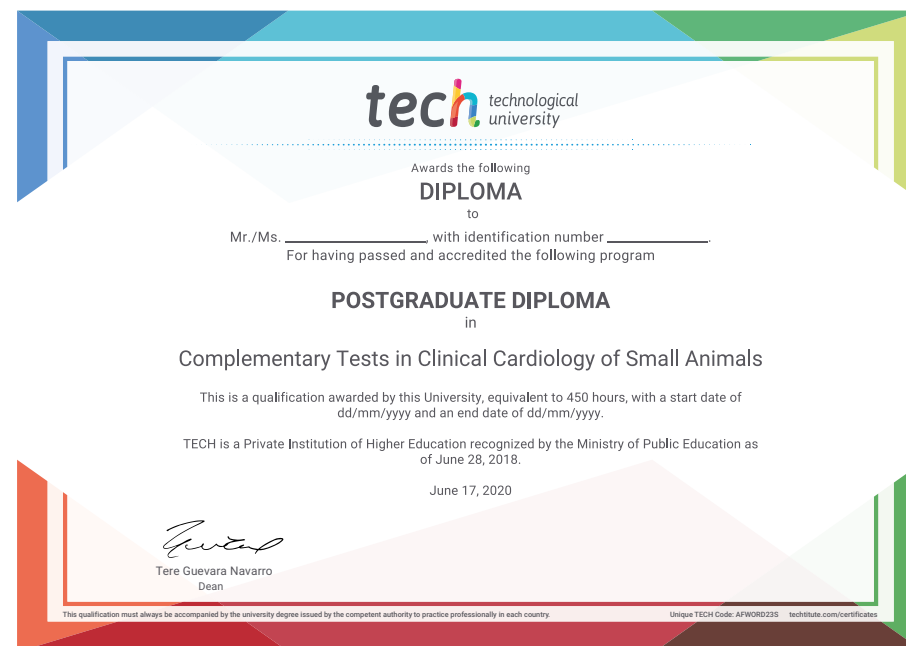 tech technological
university
Awards the following
DIPLOMA
to
Mr./Ms. ____________________, with identification number ______________.
For having passed and accredited the following program
POSTGRADUATE DIPLOMA
in
Complementary Tests in Clinical Cardiology of Small Animals
This is a qualification awarded by this University, equivalent to 450 hours, with a start date of
dd/mm/yyyy and an end date of dd/mm/yyyy.
TECH is a Private Institution of Higher Education recognized by the Ministry of Public Education as
of June 28, 2018.
June 17, 2020
Tere Guevara Navarro
Dean
This qualification must always be accompanied by the university degree issued by the competent authority to practice professionally in each country.
Unique TECH Code: AFWORD23S techtitute.com/certificates